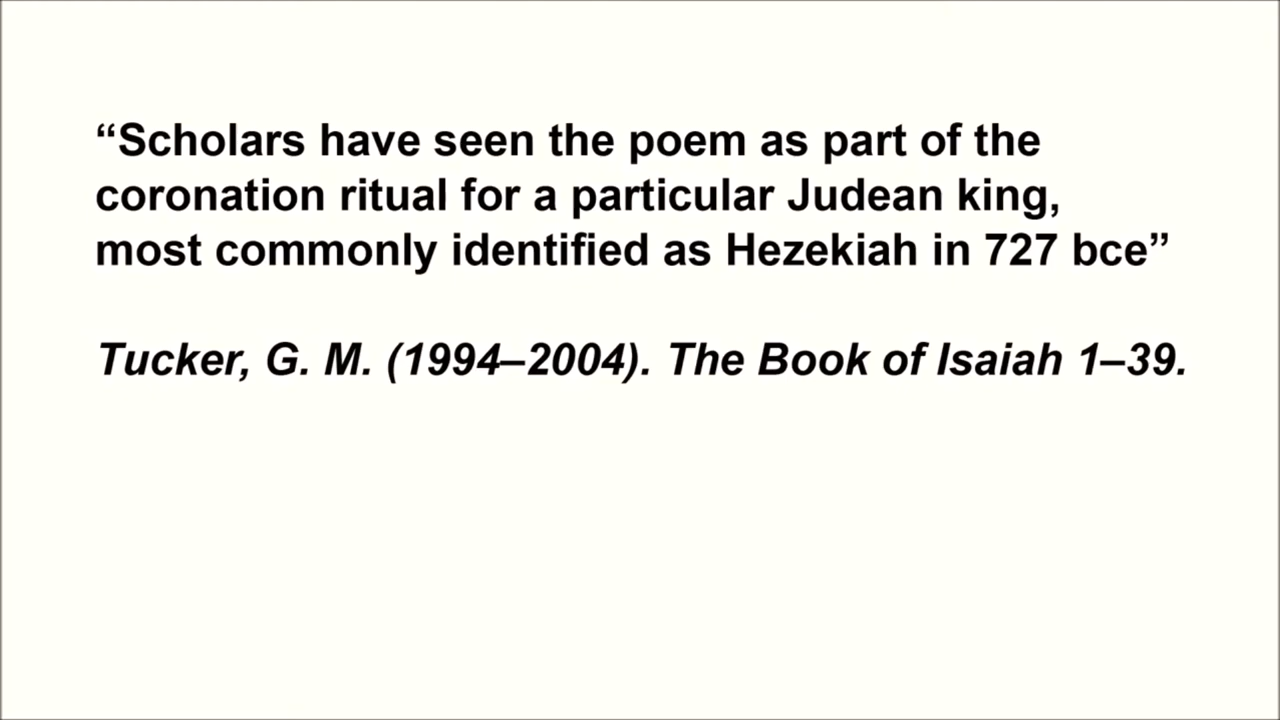 “Scholars have seen the poem as part of the
coronation ritual for a particular Judean king,
most commonly identified as Hezekiah in 727 bce”
Tucker, G. M. (1994–2004). The Book of Isaiah 1–39.